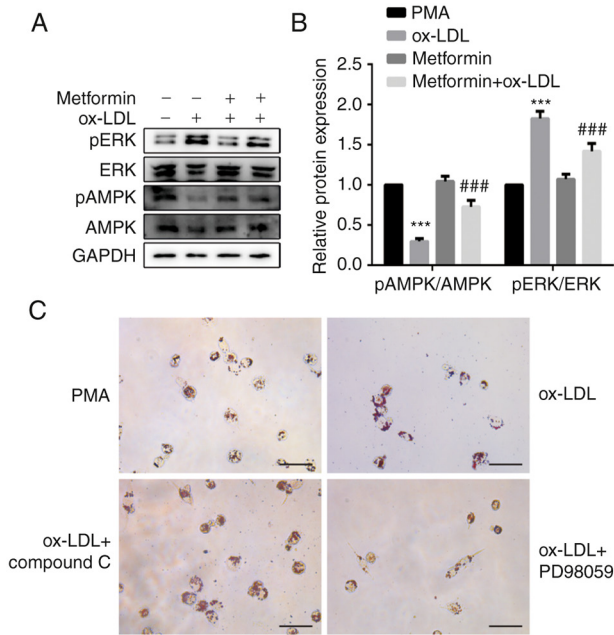 A
Metformin − − + +
ox-LDL − + + +
pERK
ERK
pAMPK
AMPK
GAPDH
B
PMA
ox-LDL
Metformin
Metformin+ox-LDL
Relative protein expression
2.5
2.0
1.5
1.0
0.5
0.0
***
###
***
###
pAMPK/AMPK
pERK/ERK
C
PMA
ox-LDL
ox-LDL+
compound C
ox-LDL+
PD98059